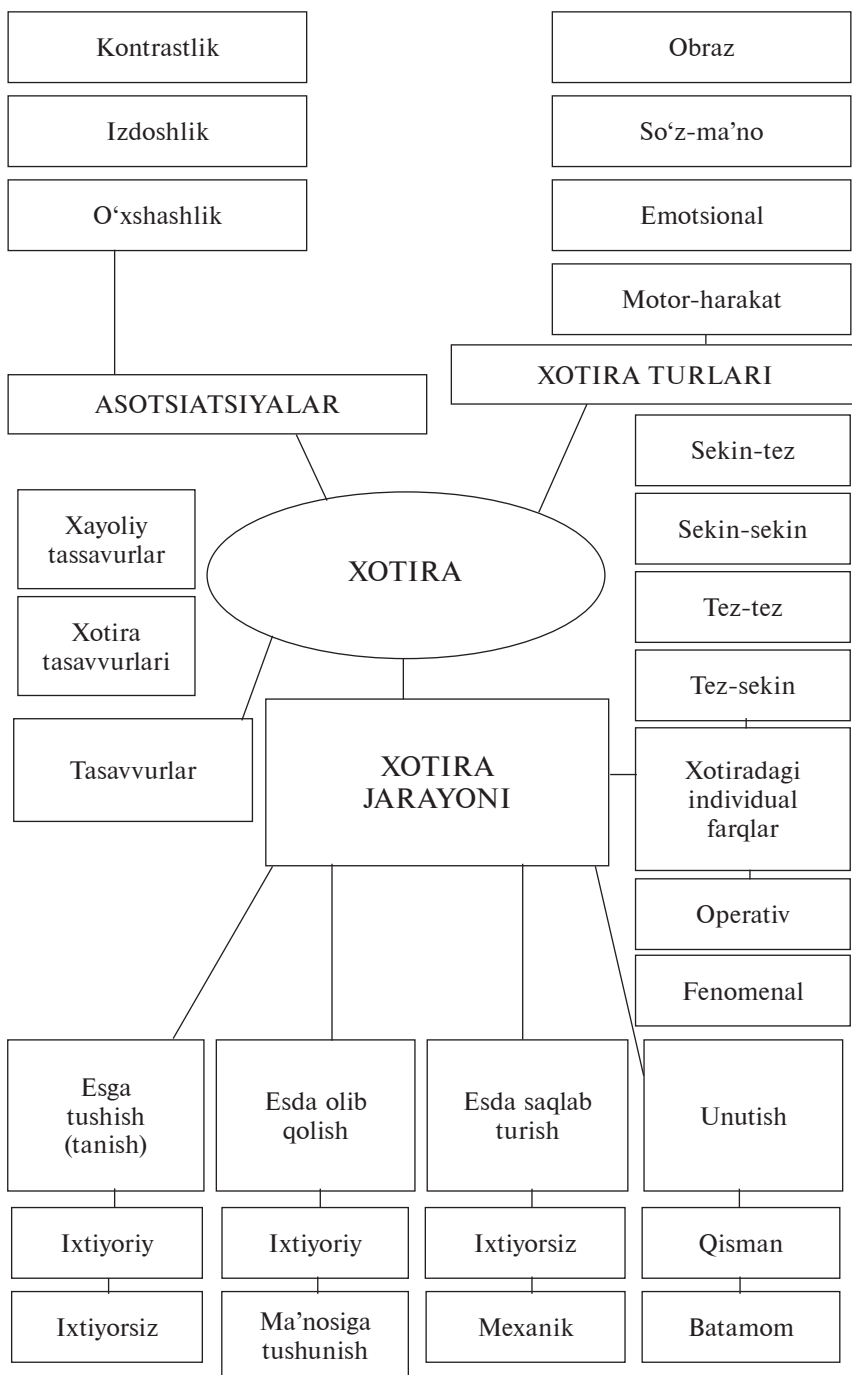 Kontrastlik
Obraz
Izdoshlik
So‘z-ma’no
O‘xshashlik
Emotsional
Motor-harakat
XOTIRA TURLARI
ASOTSIATSIYALAR
Sekin-tez
Xayoliy
tassavurlar
Sekin-sekin
XOTIRA
Tez-tez
Xotira
tasavvurlari
Tez-sekin
Tasavvurlar
XOTIRA
JARAYONI
Xotiradagi
individual
farqlar
Operativ
Fenomenal
Esga
tushish
(tanish)
Esda olib
qolish
Esda saqlab
turish
Unutish
Ixtiyoriy
Ixtiyoriy
Ixtiyorsiz
Qisman
Ixtiyorsiz
Ma’nosiga
tushunish
Mexanik
Batamom